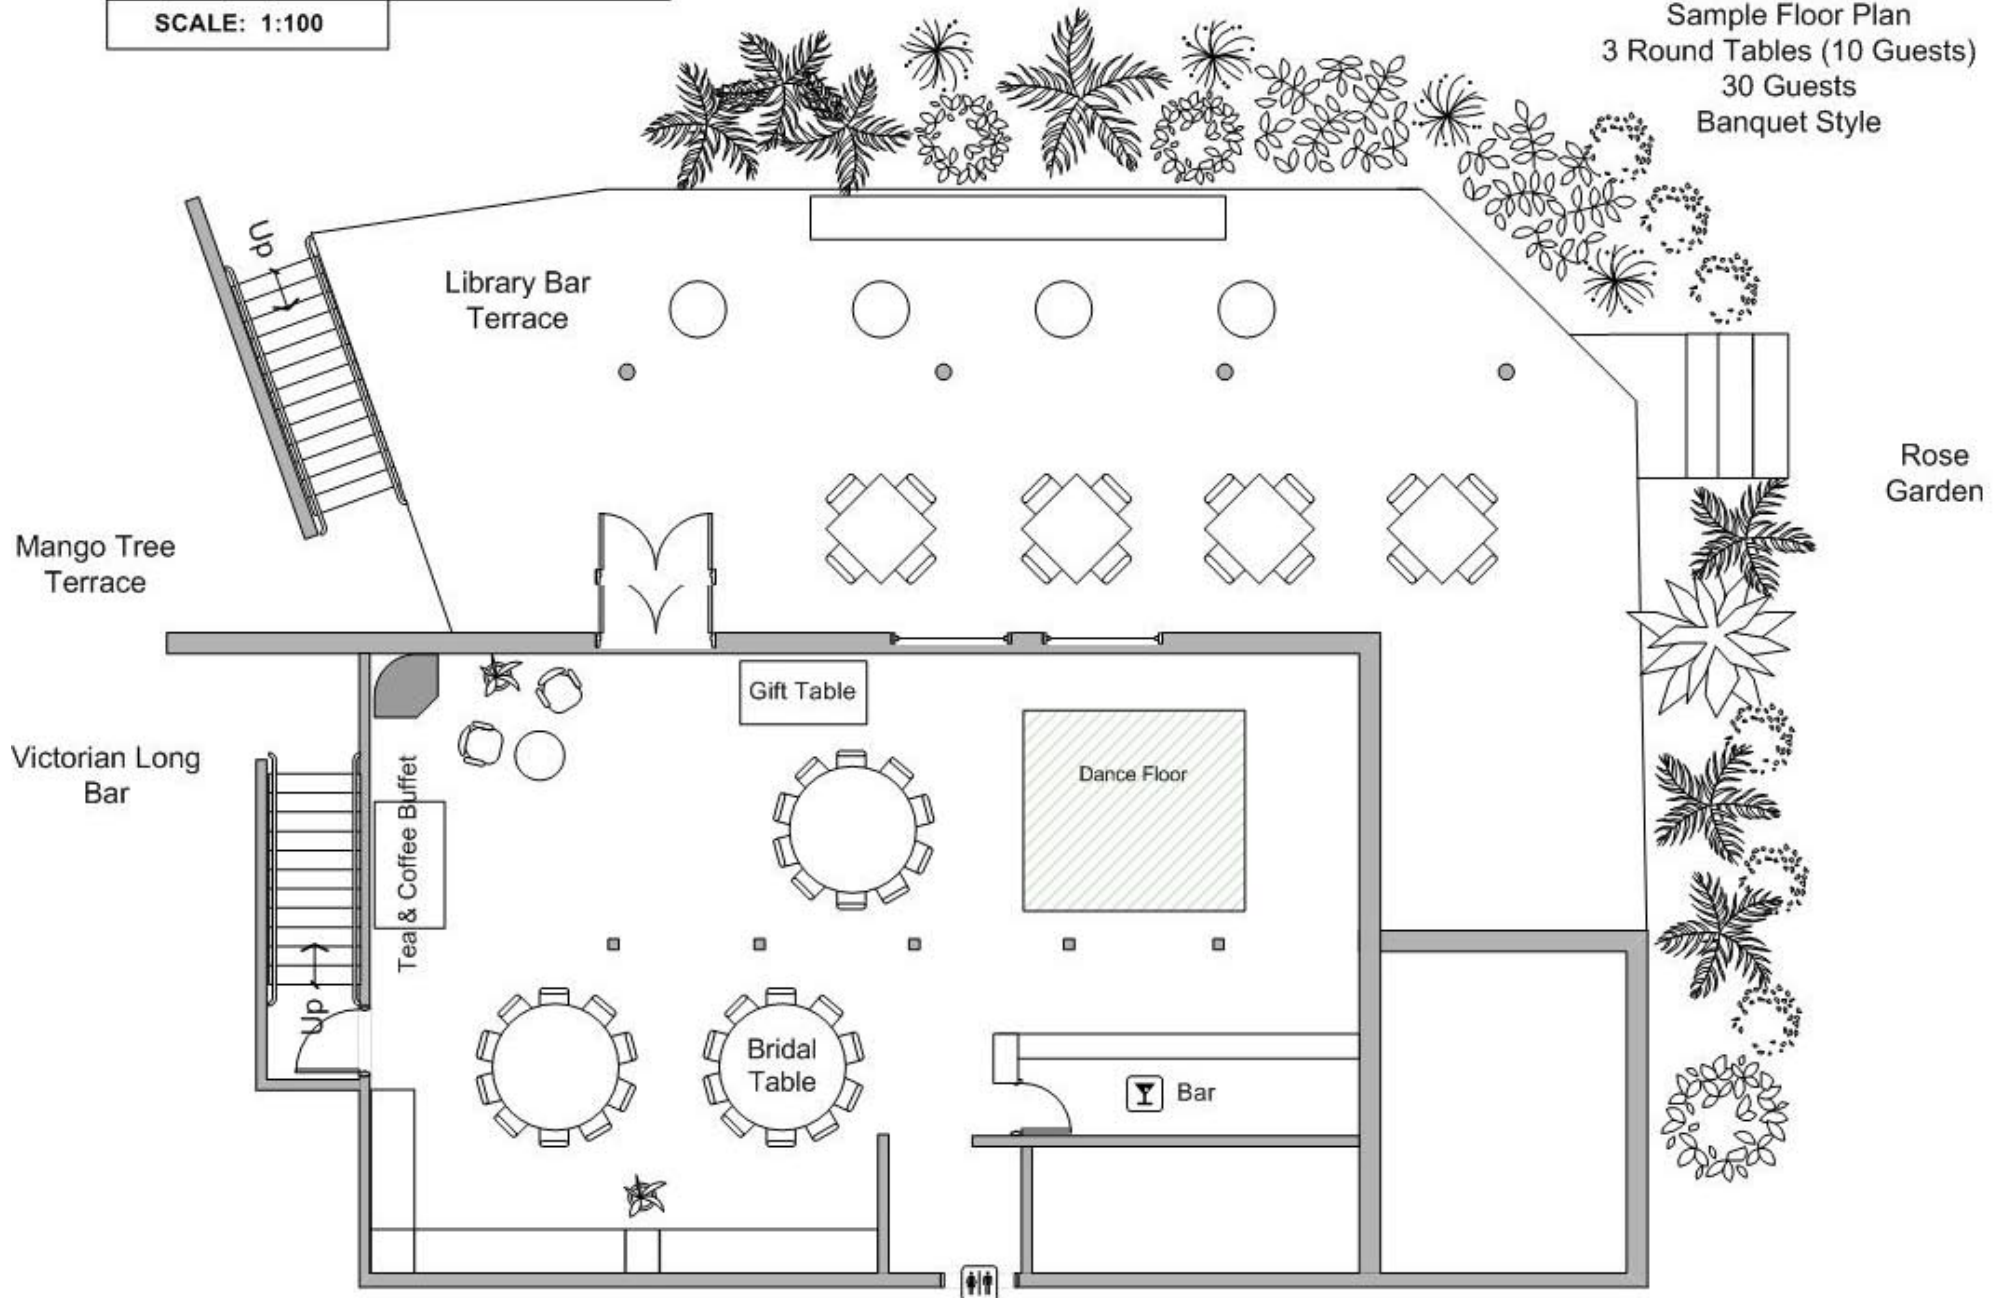 SCALE: 1:100
Sample Floor Plan
3 Round Tables (10 Guests)
30 Guests
Banquet Style
Up
Library Bar
Terrace
Rose
Garden
Mango Tree
Terrace
Gift Table
Victorian Long
Bar
Dance Floor
Tea & Coffee Buffet
Up
Bridal
Table
Bar